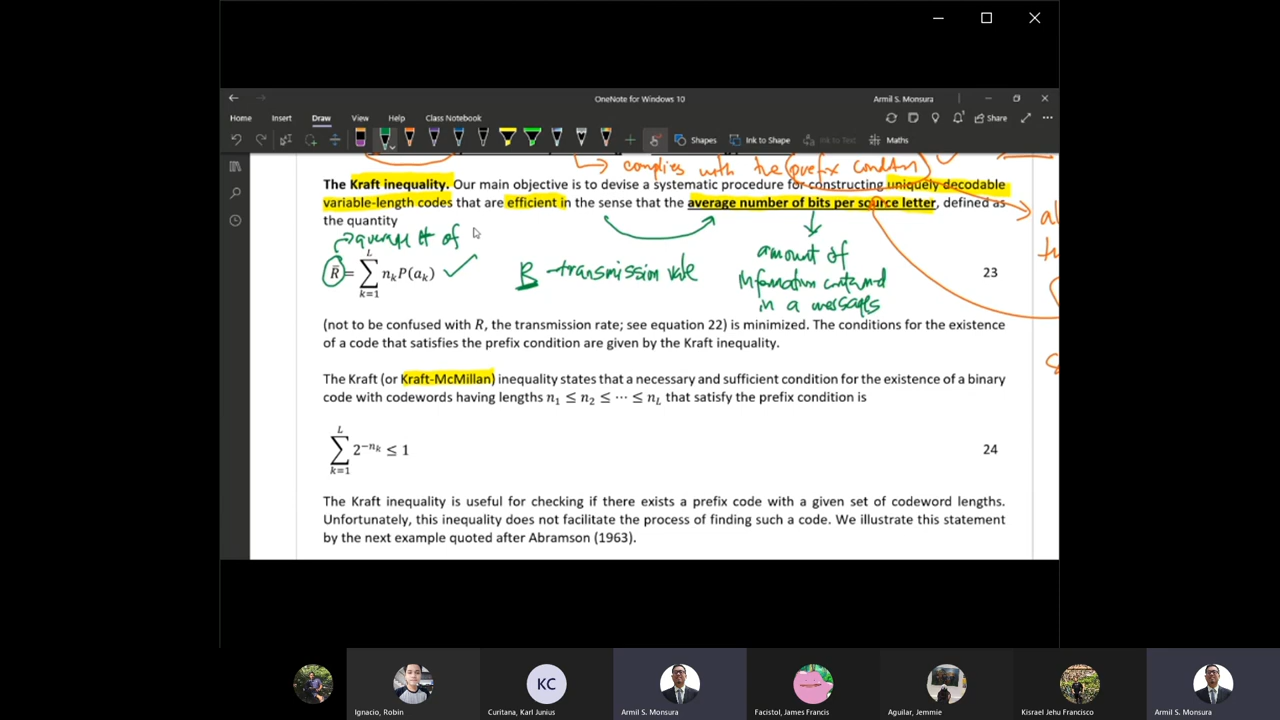 OneNote for Windows 10
Armil S. Monsura
Home Insert Draw View Help Class Notebook
Share
Shapes Ink to Shape Ink to Text Maths
complies with the (prefix condition)
The Kraft inequality. Our main objective is to devise a systematic procedure for constructing uniquely decodable
variable-length codes that are efficient in the sense that the average number of bits per source letter, defined as
the quantity
average # of
R̄ = ∑ k=1 L n_k P(a_k)
R - transmission rate
amount of
information contained
in a messages
23
(not to be confused with R, the transmission rate; see equation 22) is minimized. The conditions for the existence
of a code that satisfies the prefix condition are given by the Kraft inequality.
The Kraft (or Kraft-McMillan) inequality states that a necessary and sufficient condition for the existence of a binary
code with codewords having lengths n₁ ≤ n₂ ≤ ⋯ ≤ n_L that satisfy the prefix condition is
∑ k=1 L 2^(-n_k) ≤ 1
24
The Kraft inequality is useful for checking if there exists a prefix code with a given set of codeword lengths.
Unfortunately, this inequality does not facilitate the process of finding such a code. We illustrate this statement
by the next example quoted after Abramson (1963).
KC
Ignacio, Robin
Curitana, Karl Junius
Armil S. Monsura
Facistol, James Francis
Aguilar, Jemmie
Kisrael Jehu Francisco
Armil S. Monsura